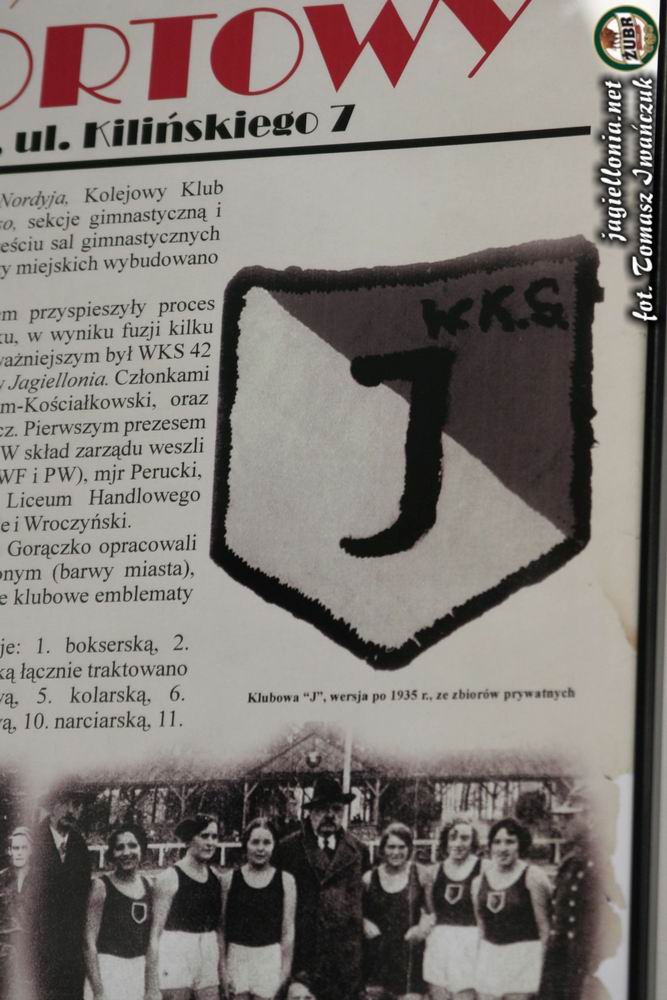 ORTOWY
, ul. Kilińskiego 7
ŻUBR
jagiellonia.net
fot. Tomasz Iwańczuk
Nordyja, Kolejowy Klub
so, sekcje gimnastyczną i
eściu sal gimnastycznych
y miejskich wybudowano
em przyspieszyły proces
ku, w wyniku fuzji kilku
ważniejszym był WKS 42
y Jagiellonia. Członkami
m-Kościałkowski, oraz
cz. Pierwszym prezesem
W skład zarządu weszli
WF i PW), mjr Perucki,
Liceum Handlowego
e i Wroczyński.
Gorączko opracowali
onym (barwy miasta),
e klubowe emblematy
je: 1. bokserską, 2.
ką łącznie traktowano
wą, 5. kolarską, 6.
wą, 10. narciarską, 11.
W.K.S.
J
Klubowa “J”, wersja po 1935 r., ze zbiorów prywatnych